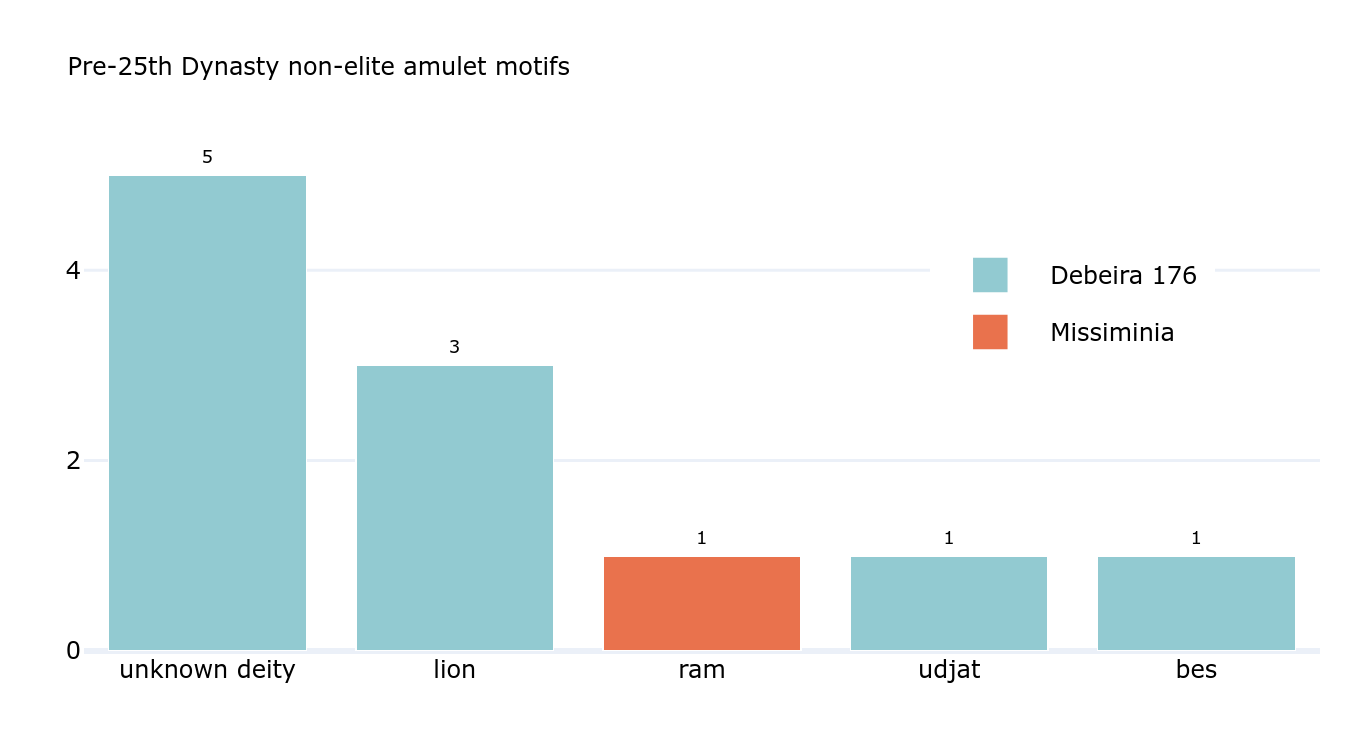 Pre-25th Dynasty non-elite amulet motifs
5
4
Debeira 176
Missiminia
3
2
1
1
1
0
unknown deity
lion
ram
udjat
bes